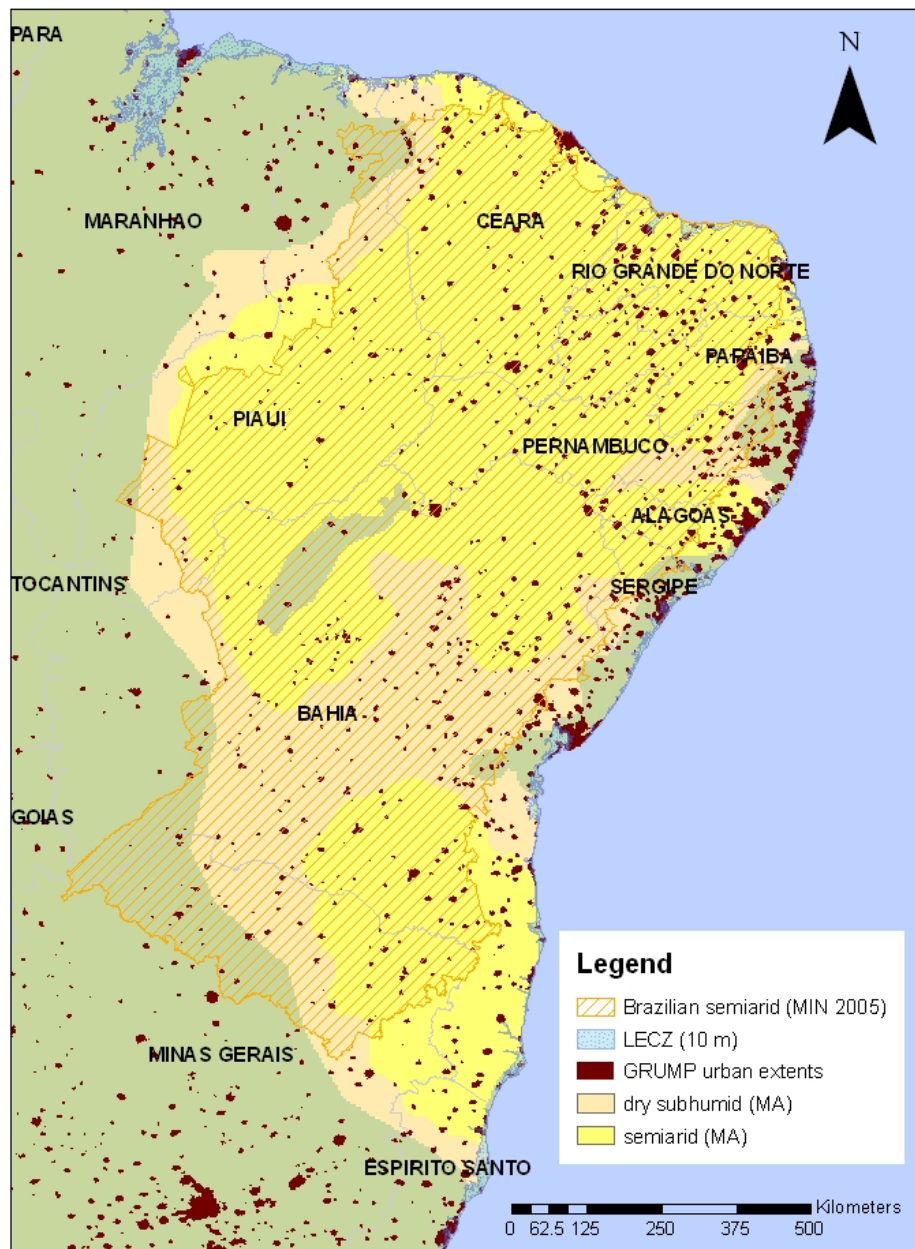 PARA
N
MARANHAO
CEARA
RIO GRANDE DO NORTE
PARAIBA
PIAUI
PERNAMBUCO
ALAGOAS
TOCANTINS
SERGIPE
BAHIA
GOIAS
MINAS GERAIS
ESPIRITO SANTO
Legend
Brazilian semiarid (MIN 2005)
LECZ (10 m)
GRUMP urban extents
dry subhumid (MA)
semiarid (MA)
Kilometers
0 62.5 125 250 375 500